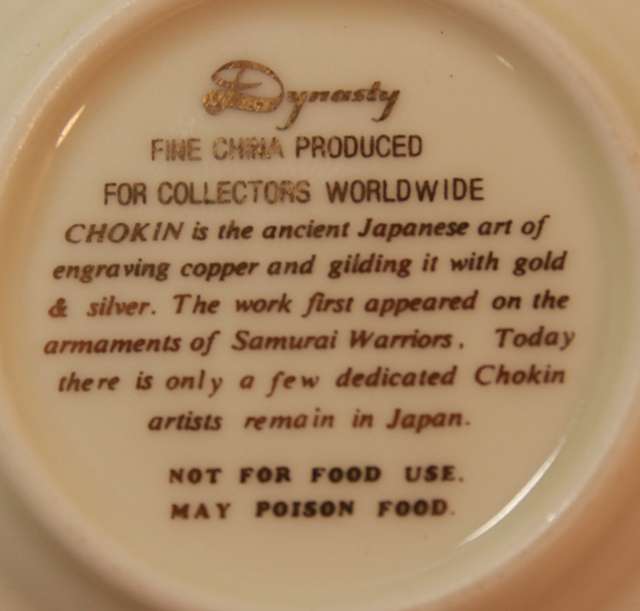 Dynasty
FINE CHINA PRODUCED
FOR COLLECTORS WORLDWIDE
CHOKIN is the ancient Japanese art of
engraving copper and gilding it with gold
& silver. The work first appeared on the
armaments of Samurai Warriors. Today
there is only a few dedicated Chokin
artists remain in Japan.
NOT FOR FOOD USE.
MAY POISON FOOD.